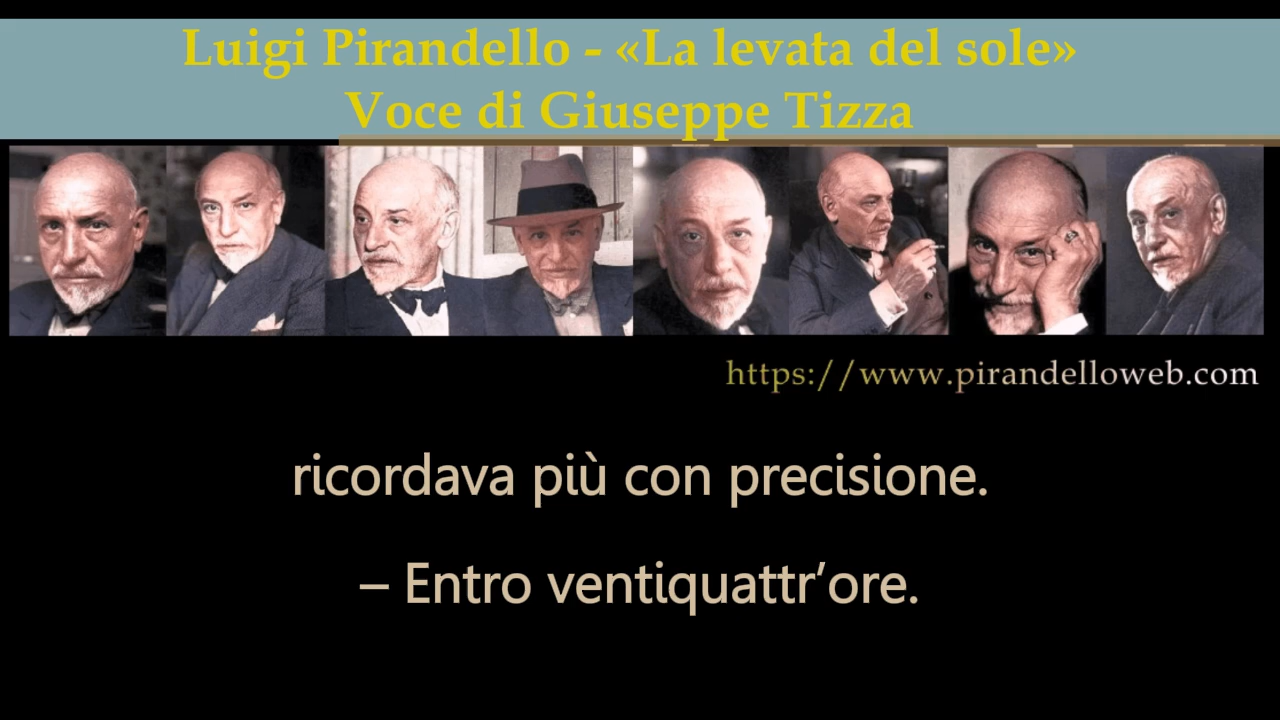 Luigi Pirandello - «La levata del sole»
Voce di Giuseppe Tizza
https://www.pirandelloweb.com
ricordava più con precisione.
– Entro ventiquattr’ore.